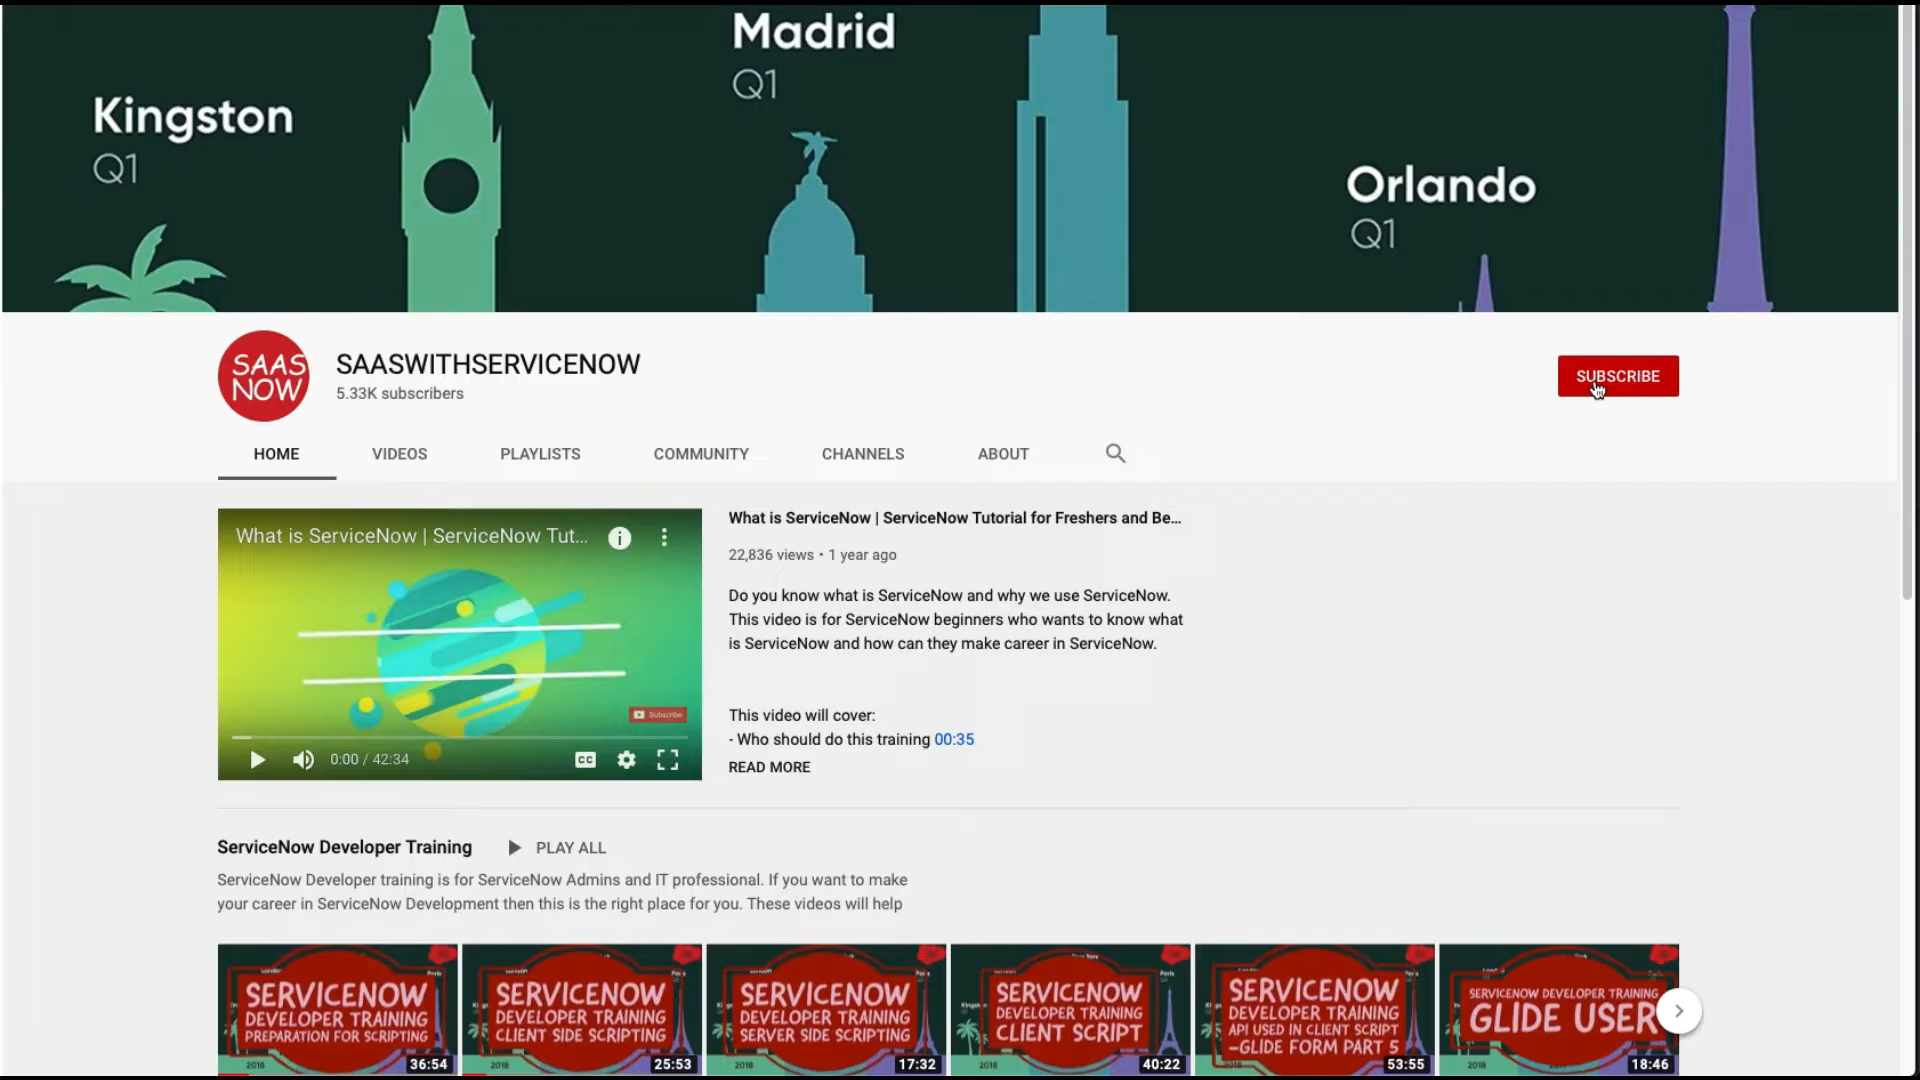 Madrid
Q1
Kingston
Q1
Orlando
Q1
SAAS
NOW
SAASWITHSERVICENOW
5.33K subscribers
SUBSCRIBE
HOME VIDEOS PLAYLISTS COMMUNITY CHANNELS ABOUT
What is ServiceNow | ServiceNow Tut...
Subscribe
0:00 / 42:34
CC
What is ServiceNow | ServiceNow Tutorial for Freshers and Be...
22,836 views • 1 year ago
Do you know what is ServiceNow and why we use ServiceNow.
This video is for ServiceNow beginners who wants to know what
is ServiceNow and how can they make career in ServiceNow.
This video will cover:
- Who should do this training 00:35
READ MORE
ServiceNow Developer Training PLAY ALL
ServiceNow Developer training is for ServiceNow Admins and IT professional. If you want to make
your career in ServiceNow Development then this is the right place for you. These videos will help
SERVICENOW
DEVELOPER TRAINING
PREPARATION FOR SCRIPTING
2018
36:54
SERVICENOW
DEVELOPER TRAINING
CLIENT SIDE SCRIPTING
2018
25:53
SERVICENOW
DEVELOPER TRAINING
SERVER SIDE SCRIPTING
2018
17:32
SERVICENOW
DEVELOPER TRAINING
CLIENT SCRIPT
2018
40:22
SERVICENOW
DEVELOPER TRAINING
API USED IN CLIENT SCRIPT
-GLIDE FORM PART 5
2018
53:55
SERVICENOW DEVELOPER TRAINING
GLIDE USER
2018
18:46